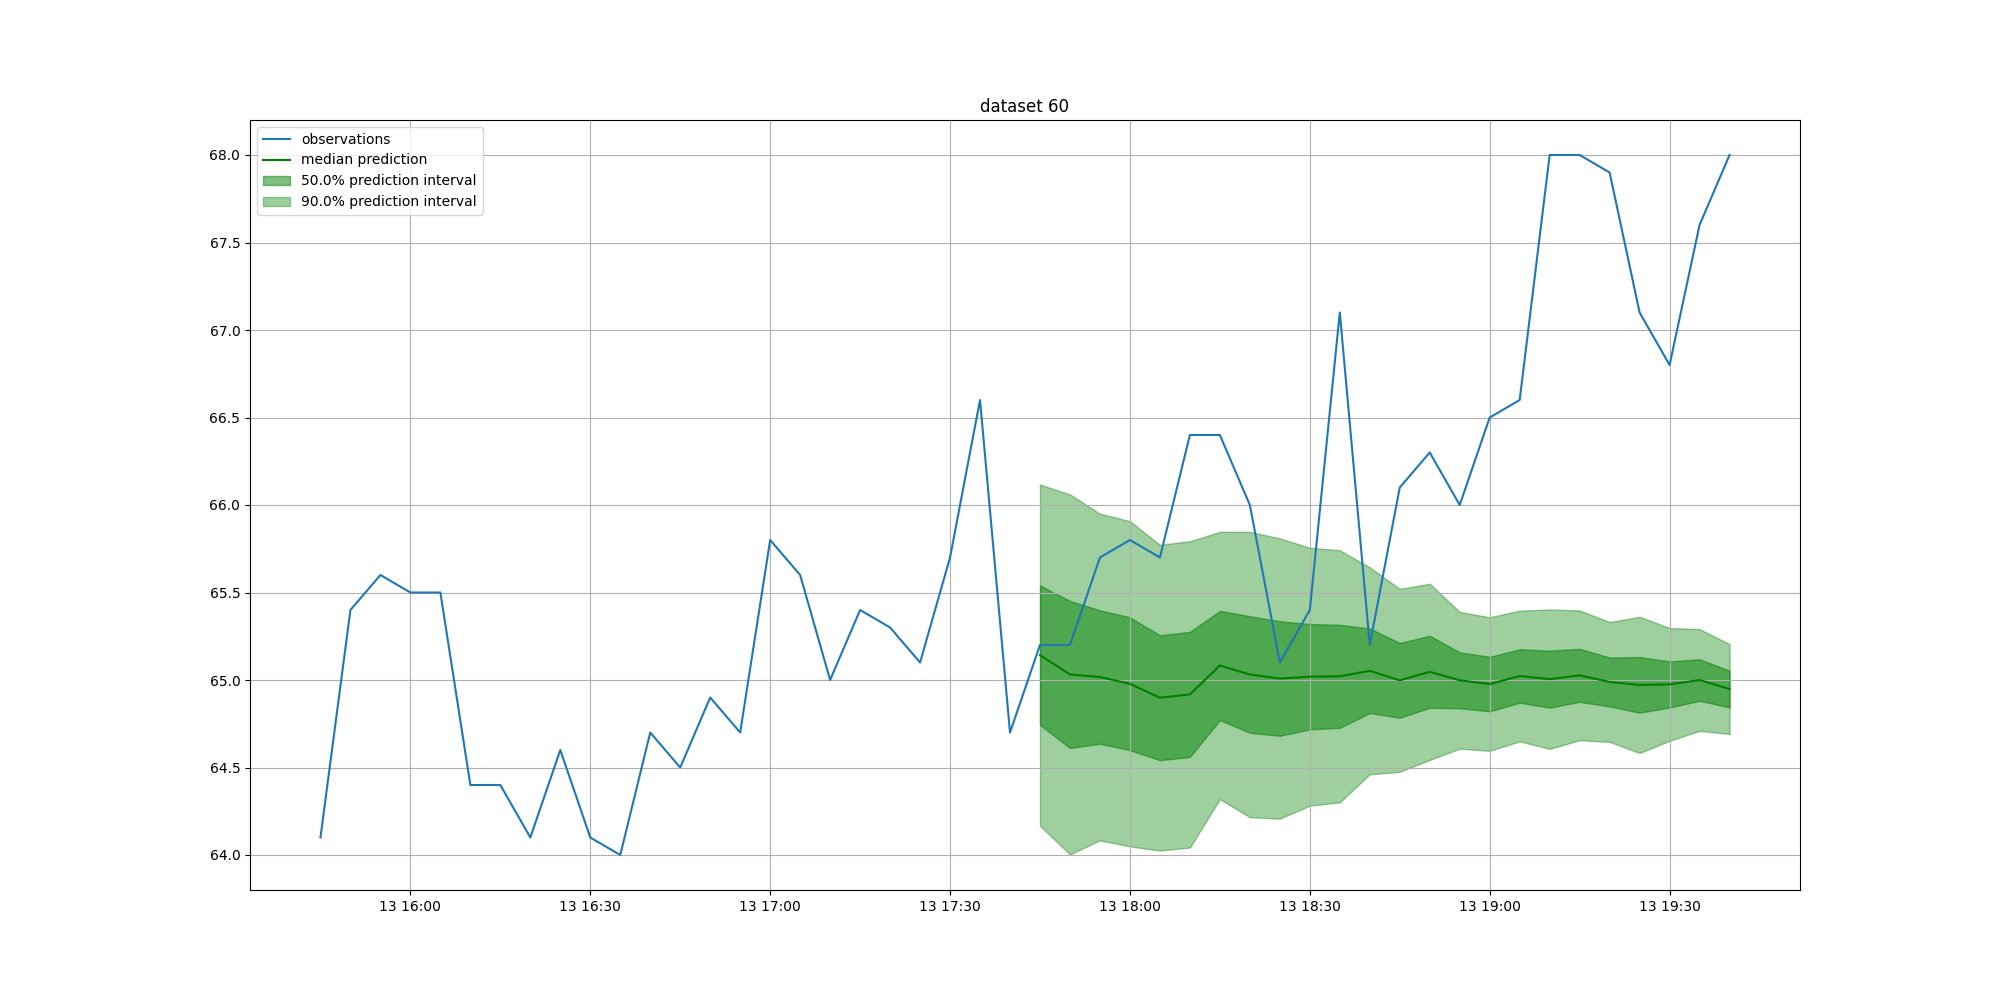 dataset 60
observations
median prediction
50.0% prediction interval
90.0% prediction interval
68.0
67.5
67.0
66.5
66.0
65.5
65.0
64.5
64.0
13 16:00 13 16:30 13 17:00 13 17:30 13 18:00 13 18:30 13 19:00 13 19:30